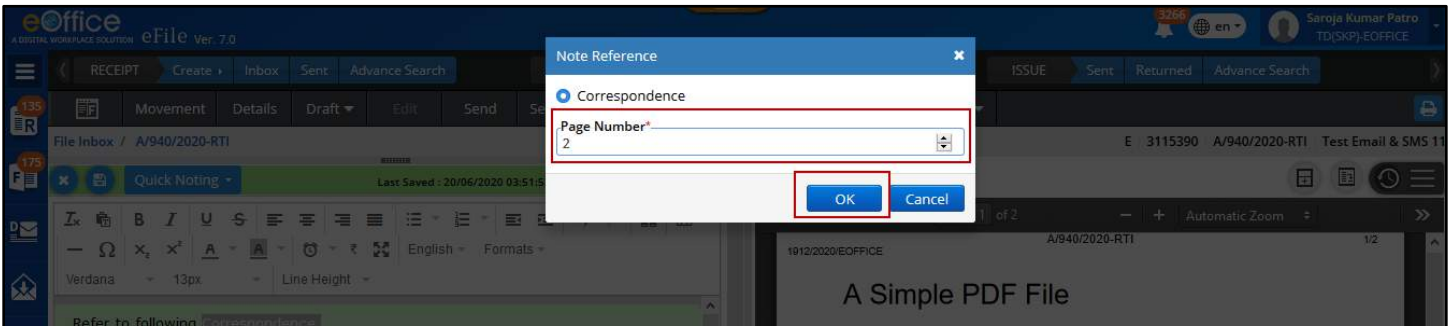 eOffice
A DIGITAL WORKPLACE SOLUTION eFile Ver. 7.0
3266
en
Saroja Kumar Patro
TD(SKP)-EOFFICE
Note Reference
RECEIPT Create Inbox Sent Advance Search
ISSUE Sent Returned Advance Search
Correspondence
135
R
Movement Details Draft Edit Send Se
Page Number*
2
File Inbox / A/940/2020-RTI
E 3115390 A/940/2020-RTI Test Email & SMS 11
175
F
Quick Noting
Last Saved : 20/06/2020 03:51:5
OK Cancel
1 of 2
Automatic Zoom
English Formats
Verdana 13px Line Height
1912/2020/EOFFICE
A/940/2020-RTI
1/2
A Simple PDF File
Refer to following Correspondence